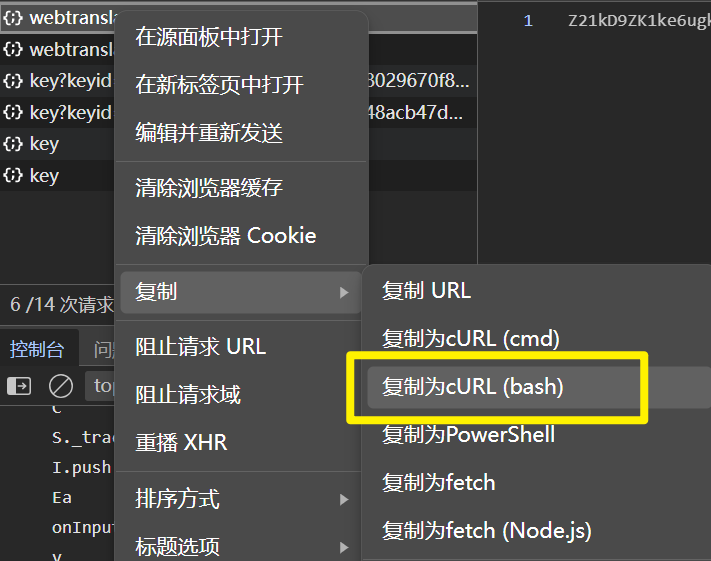 webtransla
webtransla
key?keyid
3029670f8...
key?keyid
48acb47d...
key
key
1 Z21kD9ZK1ke6ugk
在源面板中打开
在新标签页中打开
编辑并重新发送
清除浏览器缓存
清除浏览器 Cookie
复制
阻止请求 URL
阻止请求域
重播 XHR
排序方式
标题选项
复制 URL
复制为cURL (cmd)
复制为cURL (bash)
复制为PowerShell
复制为fetch
复制为fetch (Node.js)
6 /14 次请求
控制台
问
top
S._trac
I.push
Ea
onInput